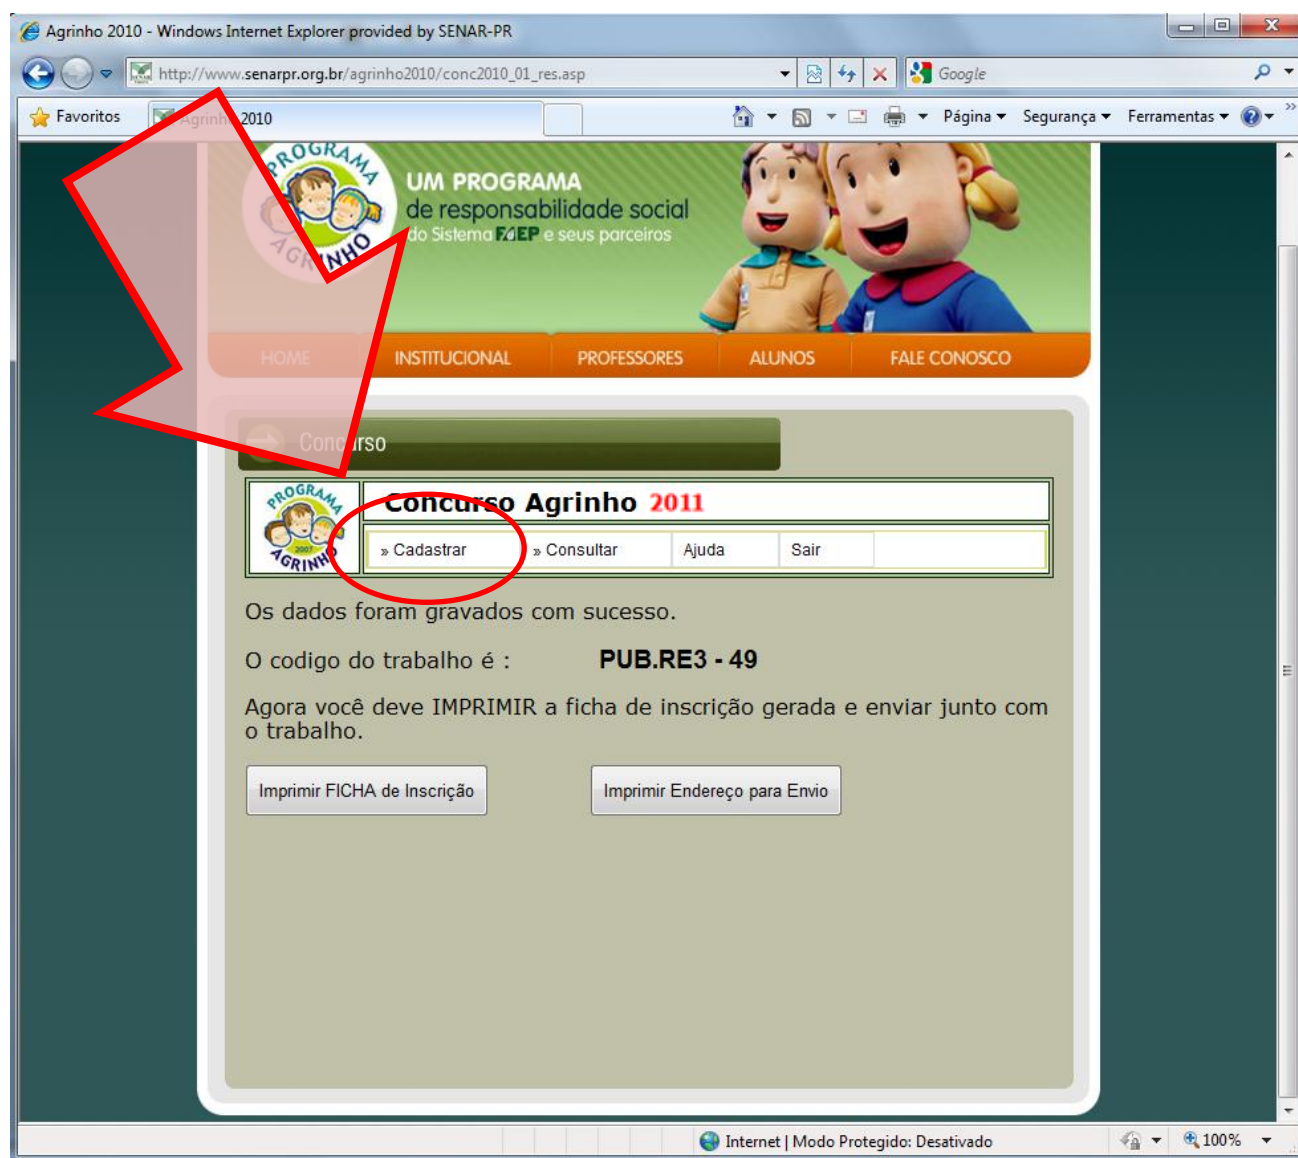 Agrinho 2010 - Windows Internet Explorer provided by SENAR-PR
http://www.senarpr.org.br/agrinho2010/conc2010_01_res.asp
Google
Favoritos
Agrinho 2010
Página
Segurança
Ferramentas
PROGRAMA
AGRINHO
UM PROGRAMA
de responsabilidade social
do Sistema FAEP e seus parceiros
HOME
INSTITUCIONAL
PROFESSORES
ALUNOS
FALE CONOSCO
Concurso
PROGRAMA
2007
AGRINHO
Concurso Agrinho 2011
» Cadastrar
» Consultar
Ajuda
Sair
Os dados foram gravados com sucesso.
O codigo do trabalho é : PUB.RE3 - 49
Agora você deve IMPRIMIR a ficha de inscrição gerada e enviar junto com
o trabalho.
Imprimir FICHA de Inscrição
Imprimir Endereço para Envio
Internet | Modo Protegido: Desativado
100%